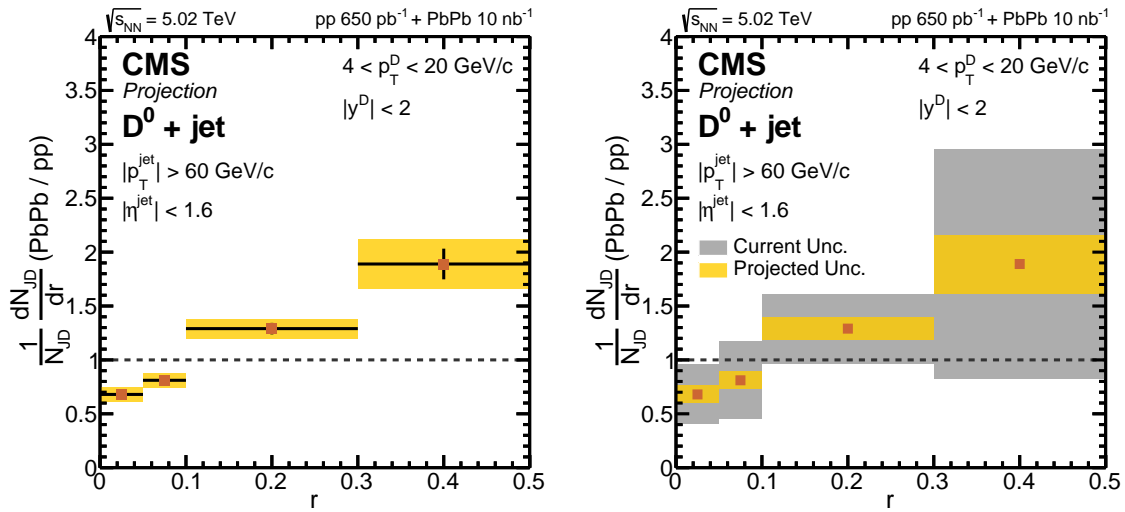 √s_NN = 5.02 TeV pp 650 pb⁻¹ + PbPb 10 nb⁻¹
CMS
Projection
D⁰ + jet
4 < p_T^D < 20 GeV/c
|y^D| < 2
|p_T^jet| > 60 GeV/c
|η^jet| < 1.6
1/N_JD dN_JD/dr (PbPb / pp)
4
3.5
3
2.5
2
1.5
1
0.5
0
0 0.1 0.2 0.3 0.4 0.5
r
√s_NN = 5.02 TeV pp 650 pb⁻¹ + PbPb 10 nb⁻¹
CMS
Projection
D⁰ + jet
4 < p_T^D < 20 GeV/c
|y^D| < 2
|p_T^jet| > 60 GeV/c
|η^jet| < 1.6
Current Unc.
Projected Unc.
1/N_JD dN_JD/dr (PbPb / pp)
4
3.5
3
2.5
2
1.5
1
0.5
0
0 0.1 0.2 0.3 0.4 0.5
r